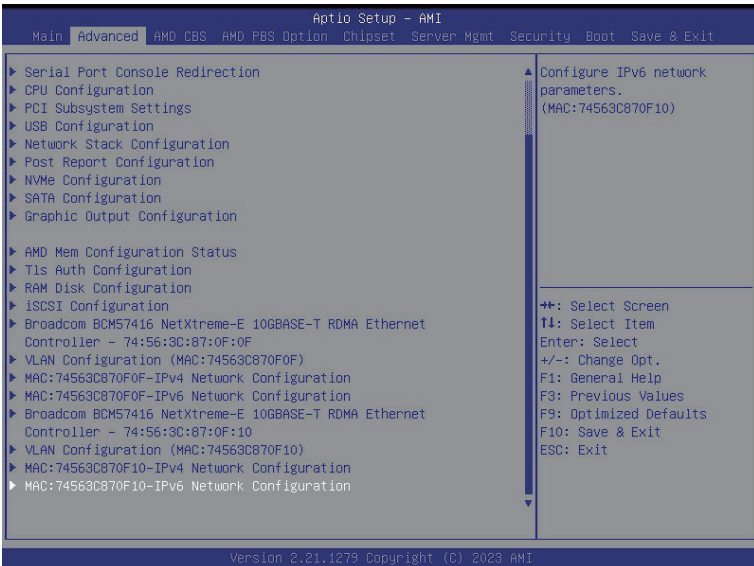 Aptio Setup – AMI
Main Advanced AMD CBS AMD PBS Option Chipset Server Mgmt Security Boot Save & Exit
Serial Port Console Redirection
CPU Configuration
PCI Subsystem Settings
USB Configuration
Network Stack Configuration
Post Report Configuration
NVMe Configuration
SATA Configuration
Graphic Output Configuration
AMD Mem Configuration Status
Tls Auth Configuration
RAM Disk Configuration
iSCSI Configuration
Broadcom BCM57416 NetXtreme-E 10GBASE-T RDMA Ethernet
Controller – 74:56:3C:87:0F:0F
VLAN Configuration (MAC:74563C870F0F)
MAC:74563C870F0F-IPv4 Network Configuration
MAC:74563C870F0F-IPv6 Network Configuration
Broadcom BCM57416 NetXtreme-E 10GBASE-T RDMA Ethernet
Controller – 74:56:3C:87:0F:10
VLAN Configuration (MAC:74563C870F10)
MAC:74563C870F10-IPv4 Network Configuration
MAC:74563C870F10-IPv6 Network Configuration
Configure IPv6 network
parameters.
(MAC:74563C870F10)
→←: Select Screen
↑↓: Select Item
Enter: Select
+/-: Change Opt.
F1: General Help
F3: Previous Values
F9: Optimized Defaults
F10: Save & Exit
ESC: Exit
Version 2.21.1279 Copyright (C) 2023 AMI